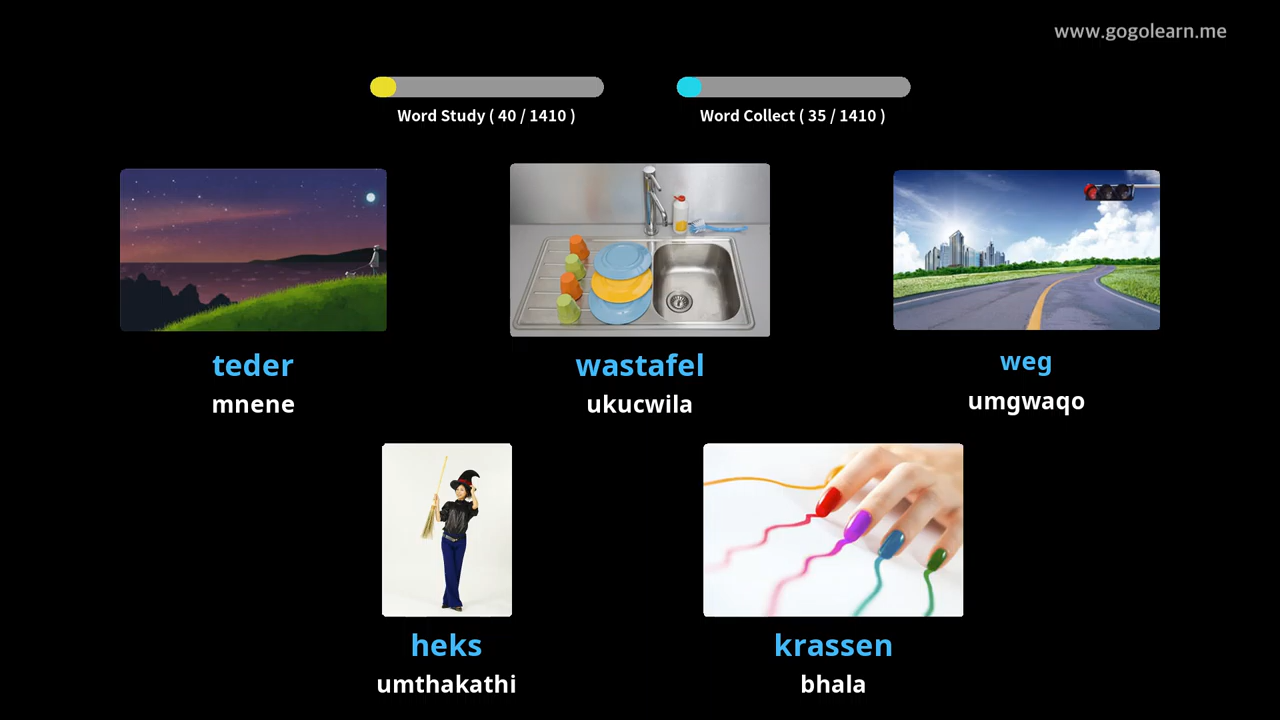 www.gogolearn.me
Word Study ( 40 / 1410 )
Word Collect ( 35 / 1410 )
teder
mnene
wastafel
ukucwila
weg
umgwaqo
heks
umthakathi
krassen
bhala